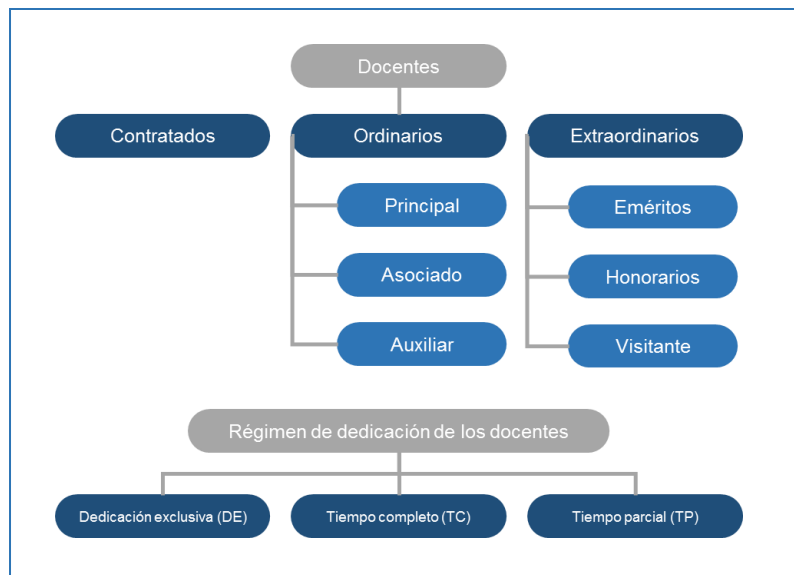 Docentes
Contratados
Ordinarios
Extraordinarios
Principal
Eméritos
Asociado
Honorarios
Auxiliar
Visitante
Régimen de dedicación de los docentes
Dedicación exclusiva (DE)
Tiempo completo (TC)
Tiempo parcial (TP)